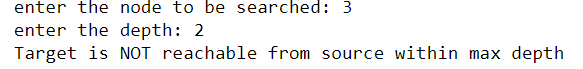 enter the node to be searched: 3
enter the depth: 2
Target is NOT reachable from source within max depth